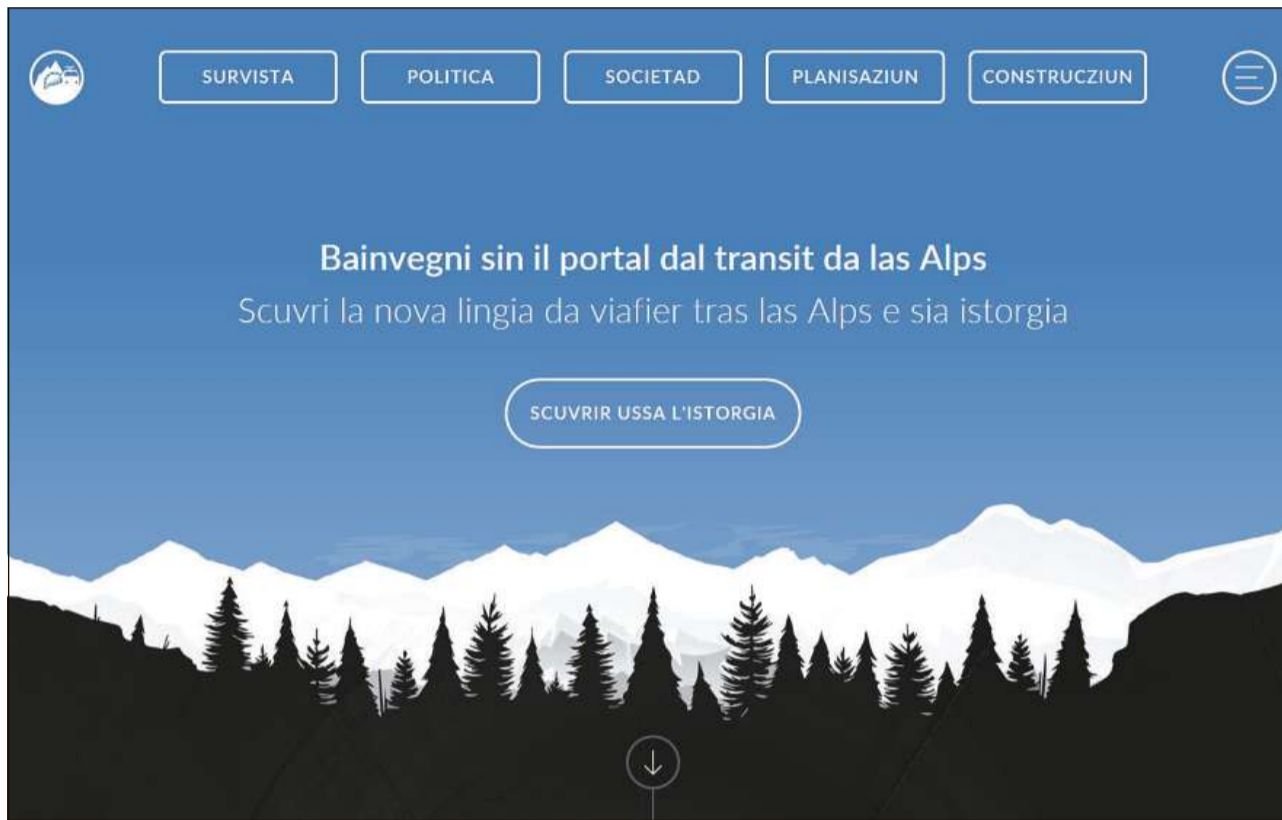 SURVISTA
POLITICA
SOCIETAD
PLANISAZIUN
CONSTRUCZIUN
Bainvegni sin il portal dal transit da las Alps
Scuvri la nova lingia da viafier tras las Alps e sia istorgia
SCUVRIR USSA L'ISTORGIA